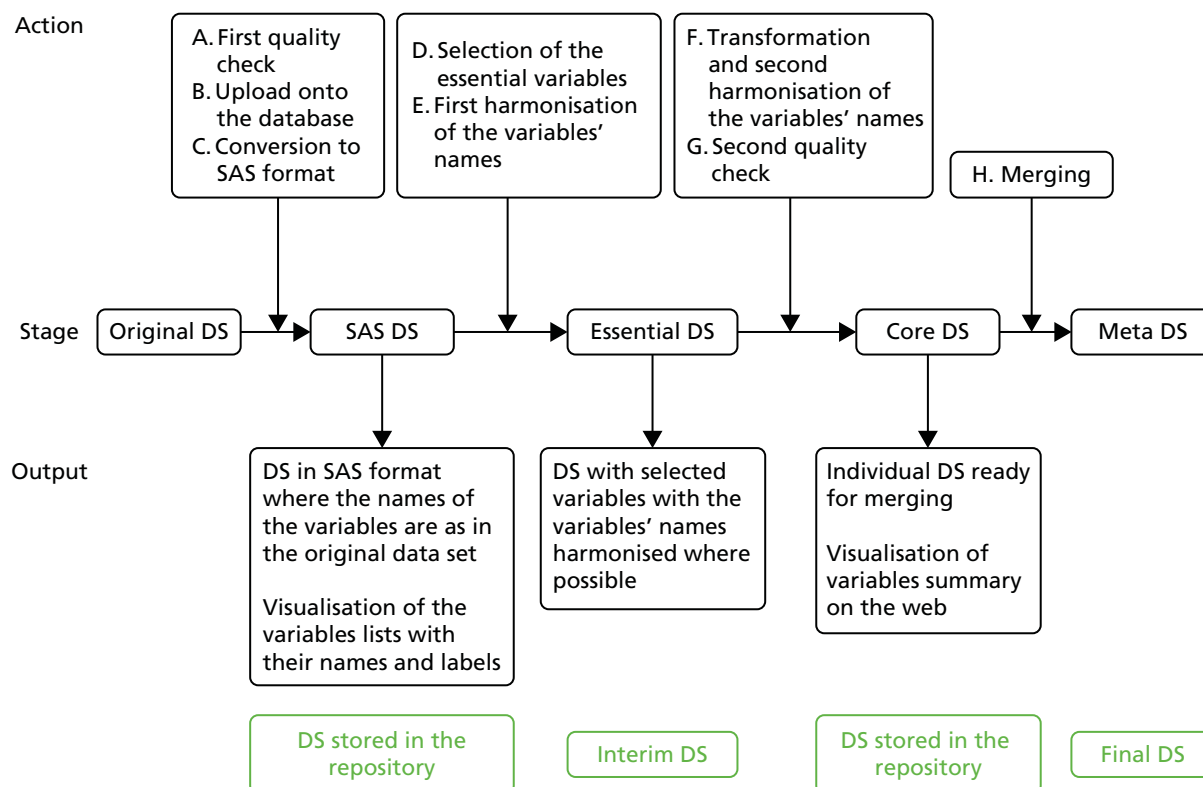 Action
A. First quality
check
B. Upload onto
the database
C. Conversion to
SAS format
D. Selection of the
essential variables
E. First harmonisation
of the variables’
names
F. Transformation
and second
harmonisation of
the variables’ names
G. Second quality
check
H. Merging
Stage
Original DS
SAS DS
Essential DS
Core DS
Meta DS
Output
DS in SAS format
where the names of
the variables are as in
the original data set
Visualisation of the
variables lists with
their names and labels
DS with selected
variables with the
variables’ names
harmonised where
possible
Individual DS ready
for merging
Visualisation of
variables summary
on the web
DS stored in the
repository
Interim DS
DS stored in the
repository
Final DS